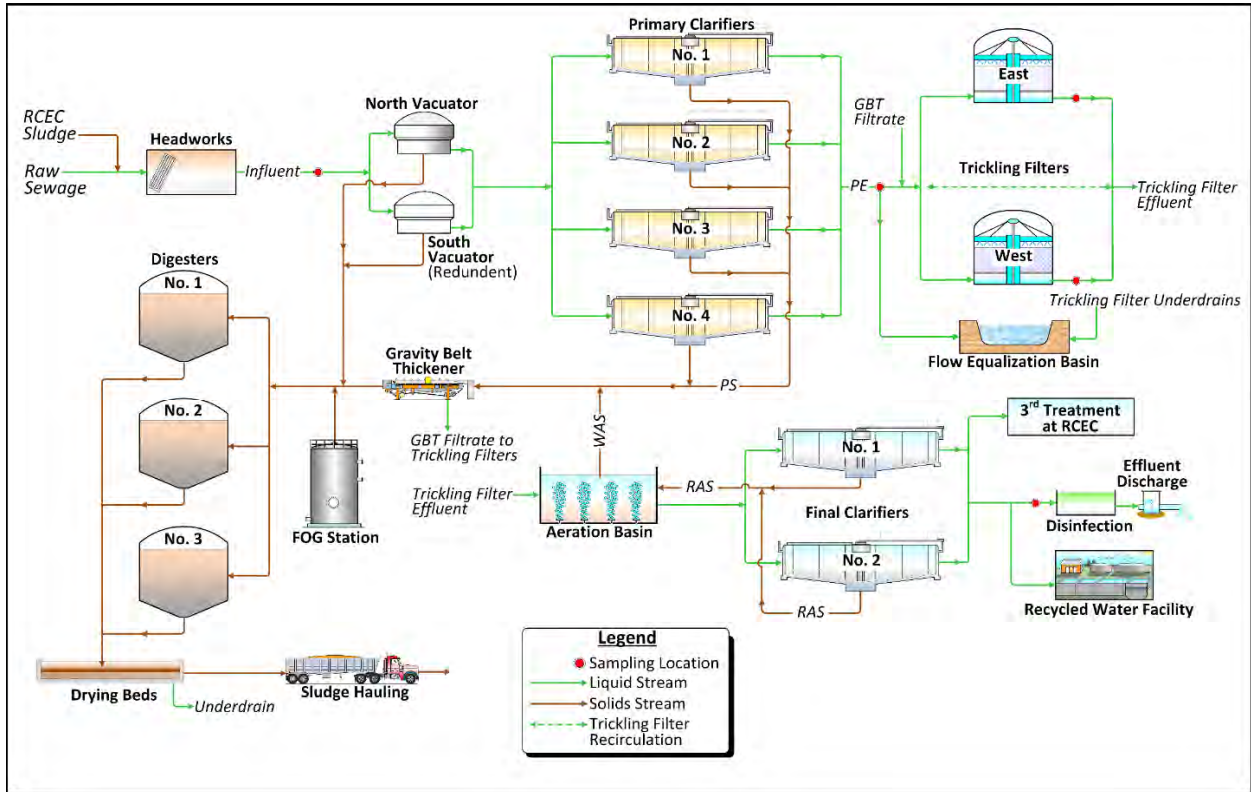 Primary Clarifiers
No. 1
No. 2
No. 3
No. 4
RCEC
Sludge
Raw
Sewage
Headworks
Influent
North Vacuator
South
Vacuator
(Redundent)
PE
GBT
Filtrate
East
Trickling Filters
West
Trickling Filter
Effluent
Trickling Filter Underdrains
Flow Equalization Basin
Digesters
No. 1
No. 2
No. 3
Gravity Belt
Thickener
PS
WAS
GBT Filtrate to
Trickling Filters
FOG Station
Trickling Filter
Effluent
Aeration Basin
RAS
RAS
No. 1
Final Clarifiers
No. 2
3rd Treatment
at RCEC
Effluent
Discharge
Disinfection
Recycled Water Facility
Drying Beds
Underdrain
Sludge Hauling
Legend
Sampling Location
Liquid Stream
Solids Stream
Trickling Filter
Recirculation